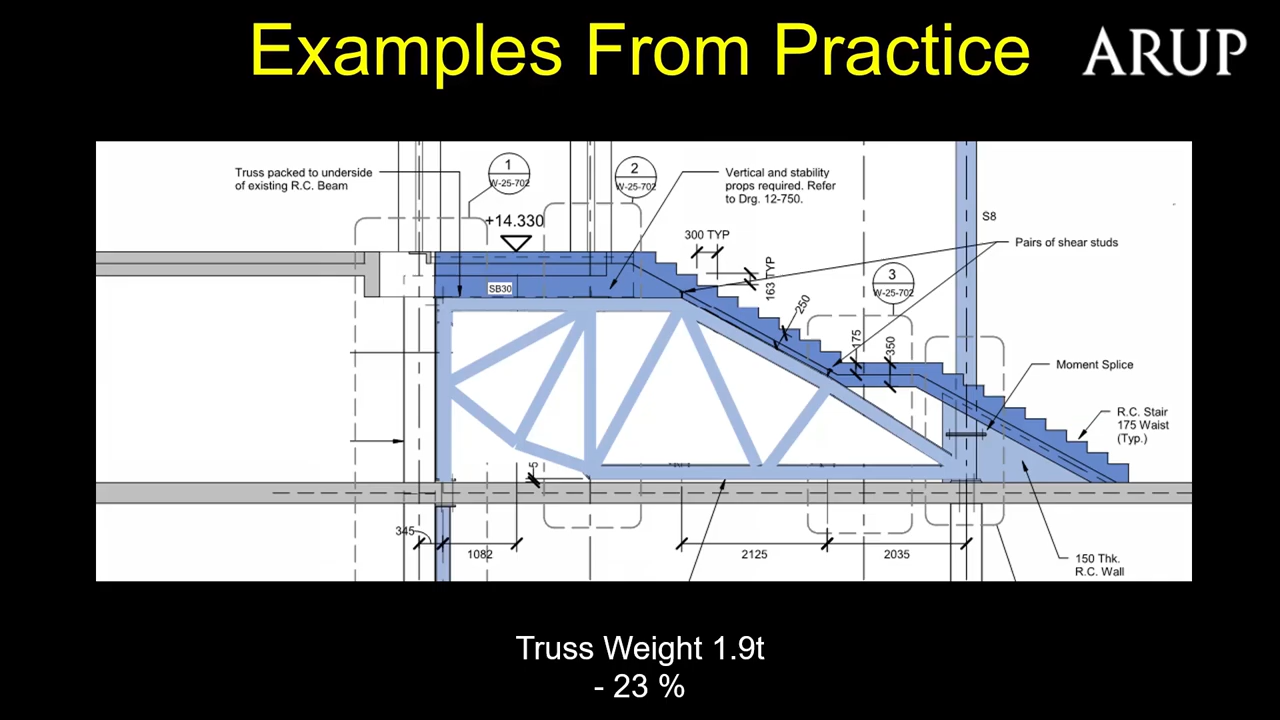 Examples From Practice
ARUP
Truss packed to underside
of existing R.C. Beam
1
W-25-702
2
W-25-702
Vertical and stability
props required. Refer
to Drg. 12-750.
+14.330
S8
300 TYP
Pairs of shear studs
163 TYP
3
W-25-702
SB30
250
175
350
Moment Splice
R.C. Stair
175 Waist
(Typ.)
345
1082
2125
2035
150 Thk.
R.C. Wall
Truss Weight 1.9t
- 23 %